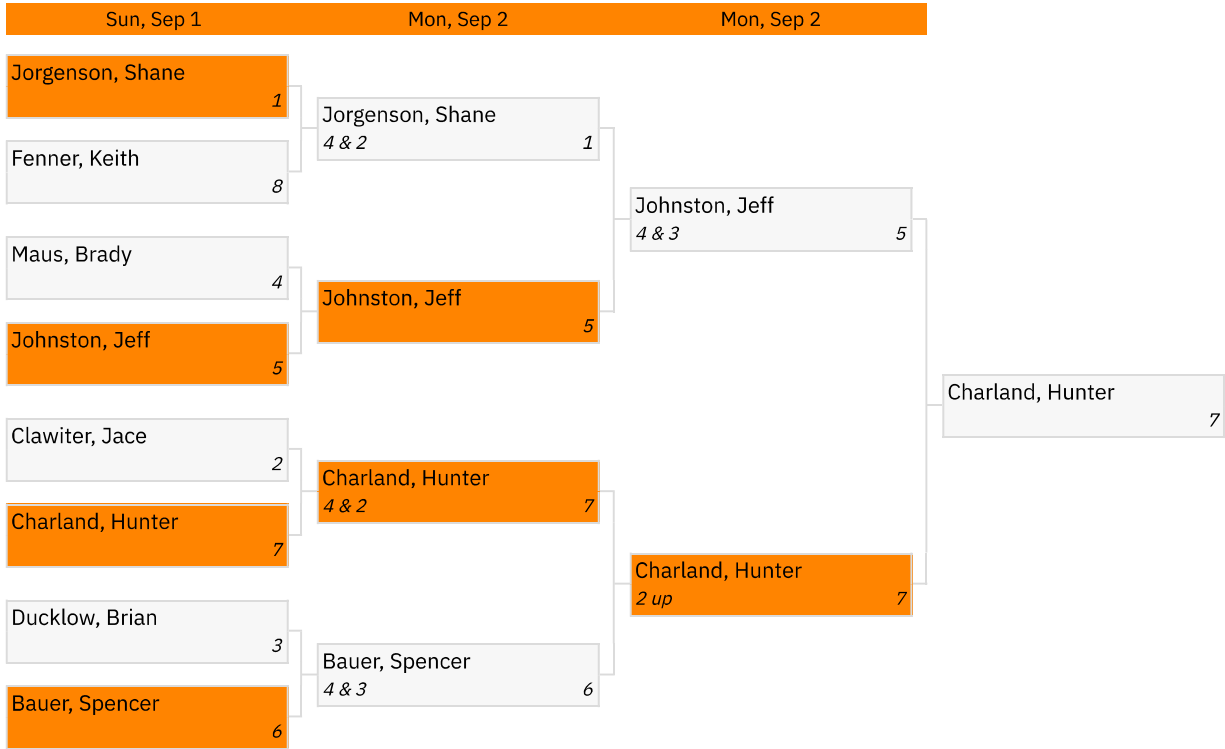 Sun, Sep 1
Mon, Sep 2
Mon, Sep 2
Jorgenson, Shane
1
Fenner, Keith
8
Maus, Brady
4
Johnston, Jeff
5
Clawiter, Jace
2
Charland, Hunter
7
Ducklow, Brian
3
Bauer, Spencer
6
Jorgenson, Shane
4 & 2 1
Johnston, Jeff
5
Charland, Hunter
4 & 2 7
Bauer, Spencer
4 & 3 6
Johnston, Jeff
4 & 3 5
Charland, Hunter
2 up 7
Charland, Hunter
7